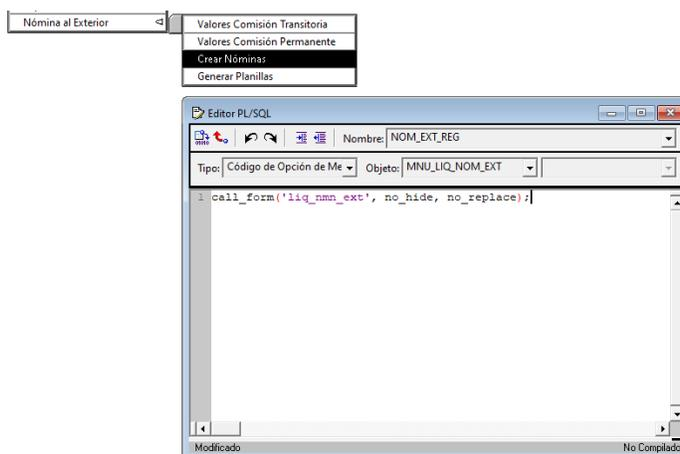 Nómina al Exterior
Valores Comisión Transitoria
Valores Comisión Permanente
Crear Nóminas
Generar Planillas
Editor PL/SQL
Nombre: NOM_EXT_REG
Tipo: Código de Opción de Me Objeto: MNU_LIQ_NOM_EXT
1 call_form('liq_nmn_ext', no_hide, no_replace);
Modificado No Compilado